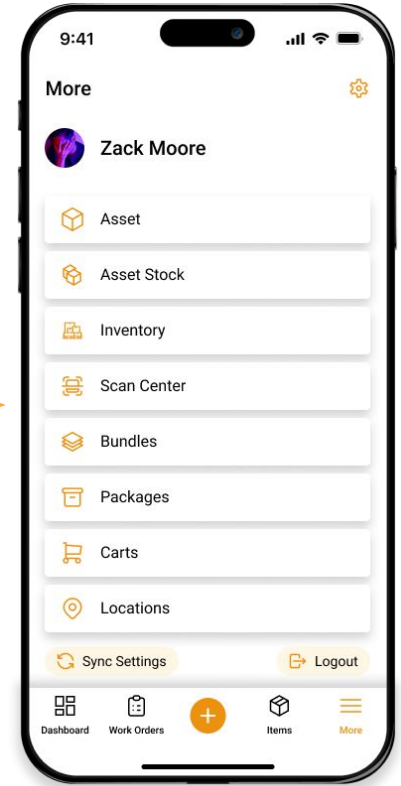 9:41
More
Zack Moore
Asset
Asset Stock
Inventory
Scan Center
Bundles
Packages
Carts
Locations
Sync Settings Logout
Dashboard Work Orders Items More